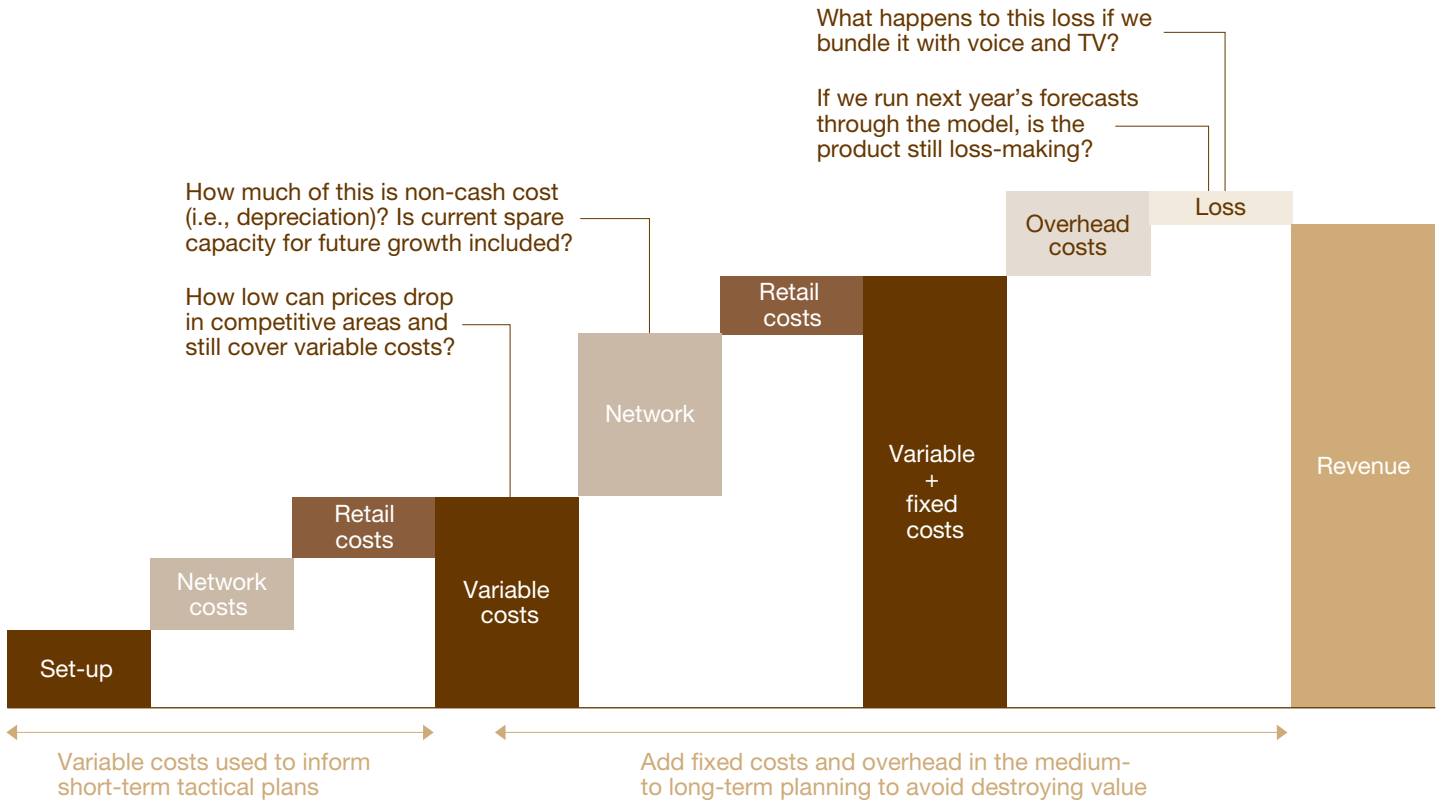 What happens to this loss if we
bundle it with voice and TV?
If we run next year’s forecasts
through the model, is the
product still loss-making?
How much of this is non-cash cost
(i.e., depreciation)? Is current spare
capacity for future growth included?
How low can prices drop
in competitive areas and
still cover variable costs?
Set-up
Network
costs
Retail
costs
Variable
costs
Network
Retail
costs
Variable
+
fixed
costs
Overhead
costs
Loss
Revenue
Variable costs used to inform
short-term tactical plans
Add fixed costs and overhead in the medium-
to long-term planning to avoid destroying value